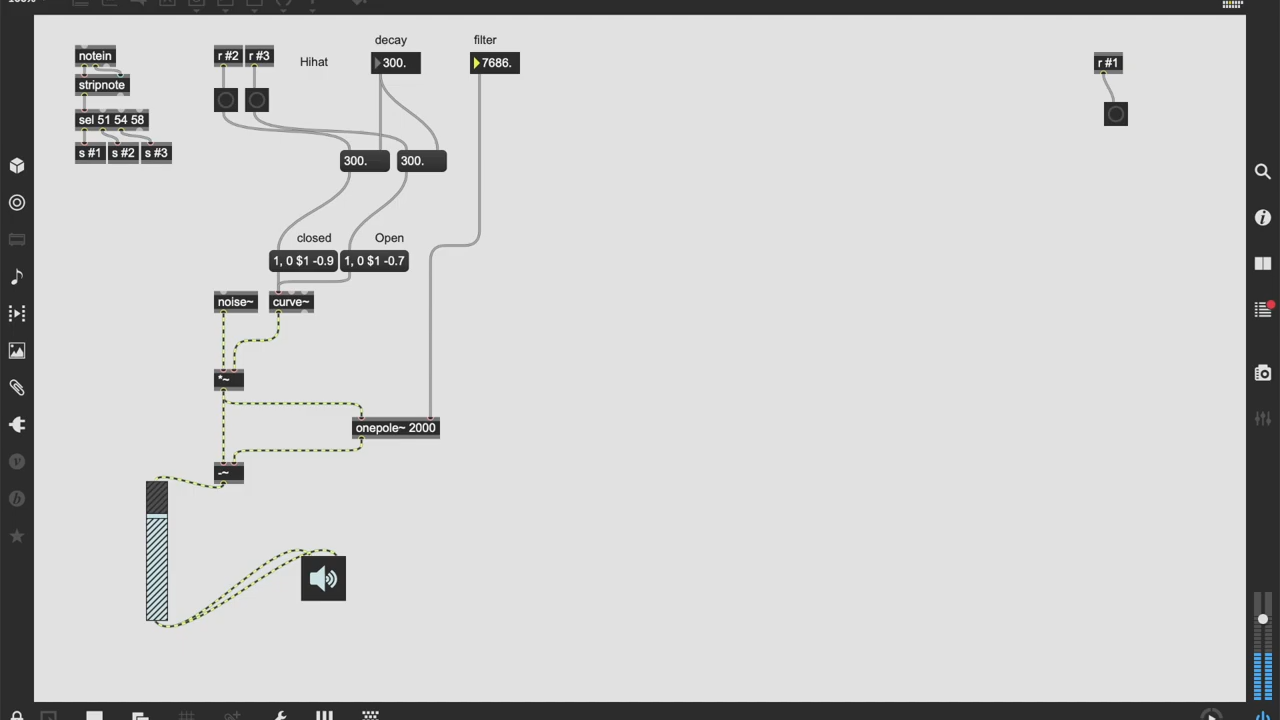 decay
filter
notein
r #2
r #3
Hihat
300.
7686.
r #1
stripnote
sel 51 54 58
s #1
s #2
s #3
300.
300.
closed
Open
1, 0 $1 -0.9
1, 0 $1 -0.7
noise~
curve~
*~
onepole~ 2000
-~